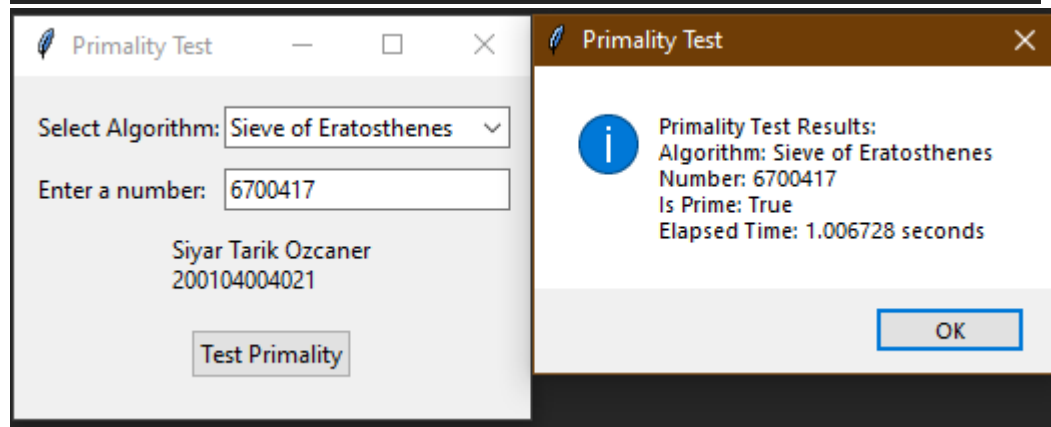 Primality Test
Select Algorithm: Sieve of Eratosthenes
Enter a number: 6700417
Siyar Tarik Ozcaner
200104004021
Test Primality
Primality Test
Primality Test Results:
Algorithm: Sieve of Eratosthenes
Number: 6700417
Is Prime: True
Elapsed Time: 1.006728 seconds
OK